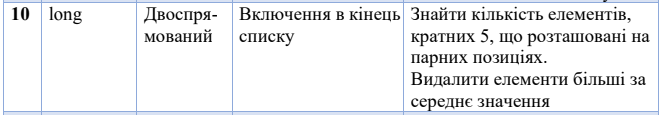 10 long Двоспря- Включення в кінець Знайти кількість елементів,
мований списку кратних 5, що розташовані на
парних позиціях.
Видалити елементи більші за
середнє значення